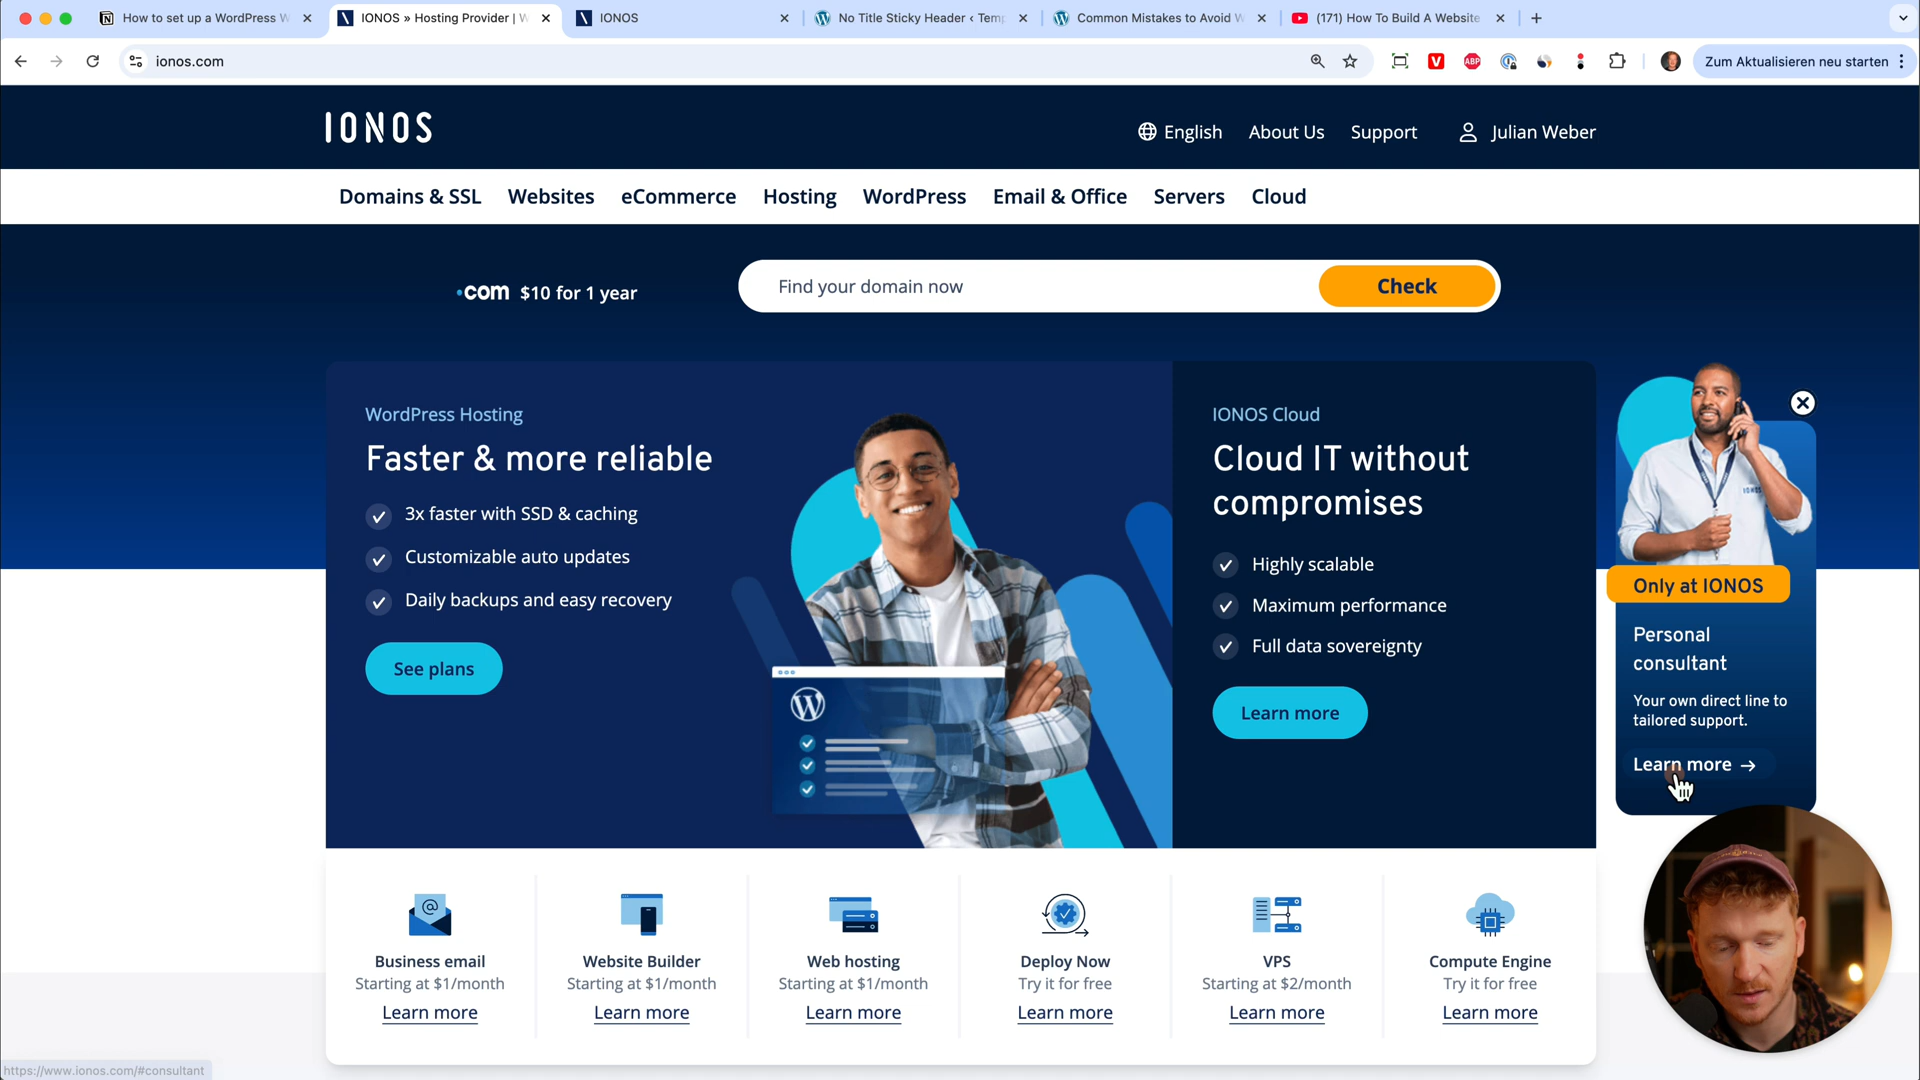 How to set up a WordPress W
IONOS » Hosting Provider | W
IONOS
No Title Sticky Header ‹ Temp
Common Mistakes to Avoid W
(171) How To Build A Website
ionos.com
V
ABP
Zum Aktualisieren neu starten
IONOS
English
About Us
Support
Julian Weber
Domains & SSL
Websites
eCommerce
Hosting
WordPress
Email & Office
Servers
Cloud
.com $10 for 1 year
Find your domain now
Check
WordPress Hosting
Faster & more reliable
3x faster with SSD & caching
Customizable auto updates
Daily backups and easy recovery
See plans
IONOS Cloud
Cloud IT without
compromises
Highly scalable
Maximum performance
Full data sovereignty
Learn more
IONOS
Only at IONOS
Personal
consultant
Your own direct line to
tailored support.
Learn more →
Business email
Starting at $1/month
Learn more
Website Builder
Starting at $1/month
Learn more
Web hosting
Starting at $1/month
Learn more
Deploy Now
Try it for free
Learn more
VPS
Starting at $2/month
Learn more
Compute Engine
Try it for free
Learn more
https://www.ionos.com/#consultant